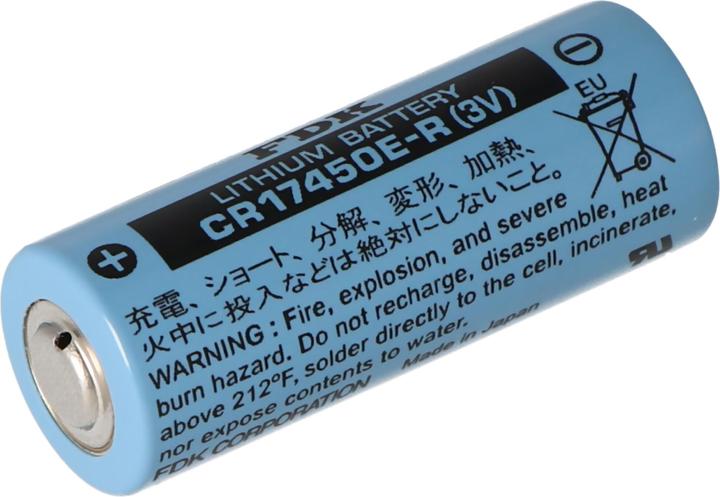 FDK
LITHIUM BATTERY
CR17450E-R (3V)
EU
充電、ショート、分解、変形、加熱、
火中に投入などは絶対にしないこと。
WARNING : Fire, explosion, and severe
burn hazard. Do not recharge, disassemble, heat
above 212°F, solder directly to the cell, incinerate,
nor expose contents to water.
FDK CORPORATION Made in Japan